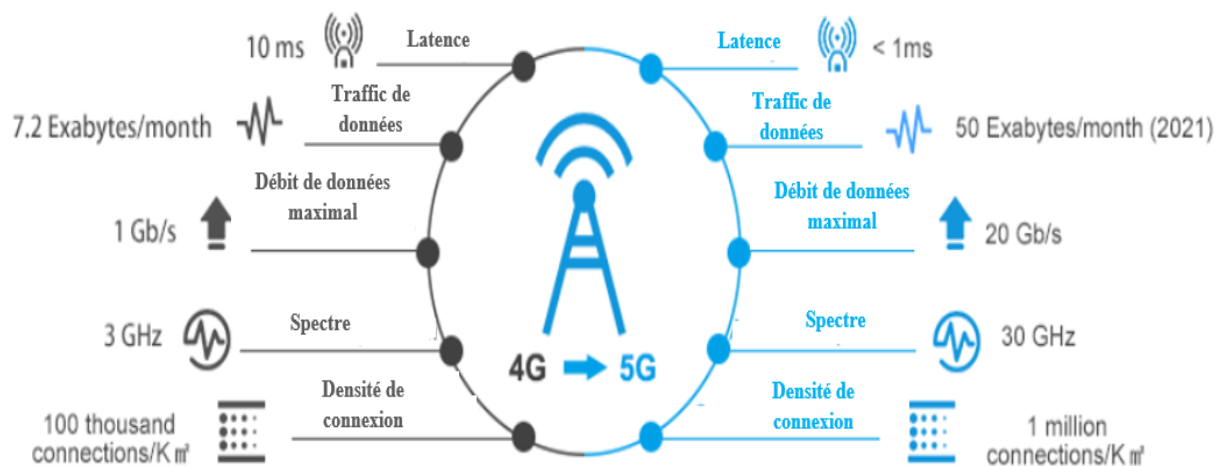 10 ms
Latence
7.2 Exabytes/month
Traffic de
données
Débit de données
maximal
1 Gb/s
3 GHz
Spectre
100 thousand
connections/K㎡
Densité de
connexion
4G
5G
Latence
< 1ms
Traffic de
données
50 Exabytes/month (2021)
Débit de données
maximal
20 Gb/s
Spectre
30 GHz
Densité de
connexion
1 million
connections/K㎡